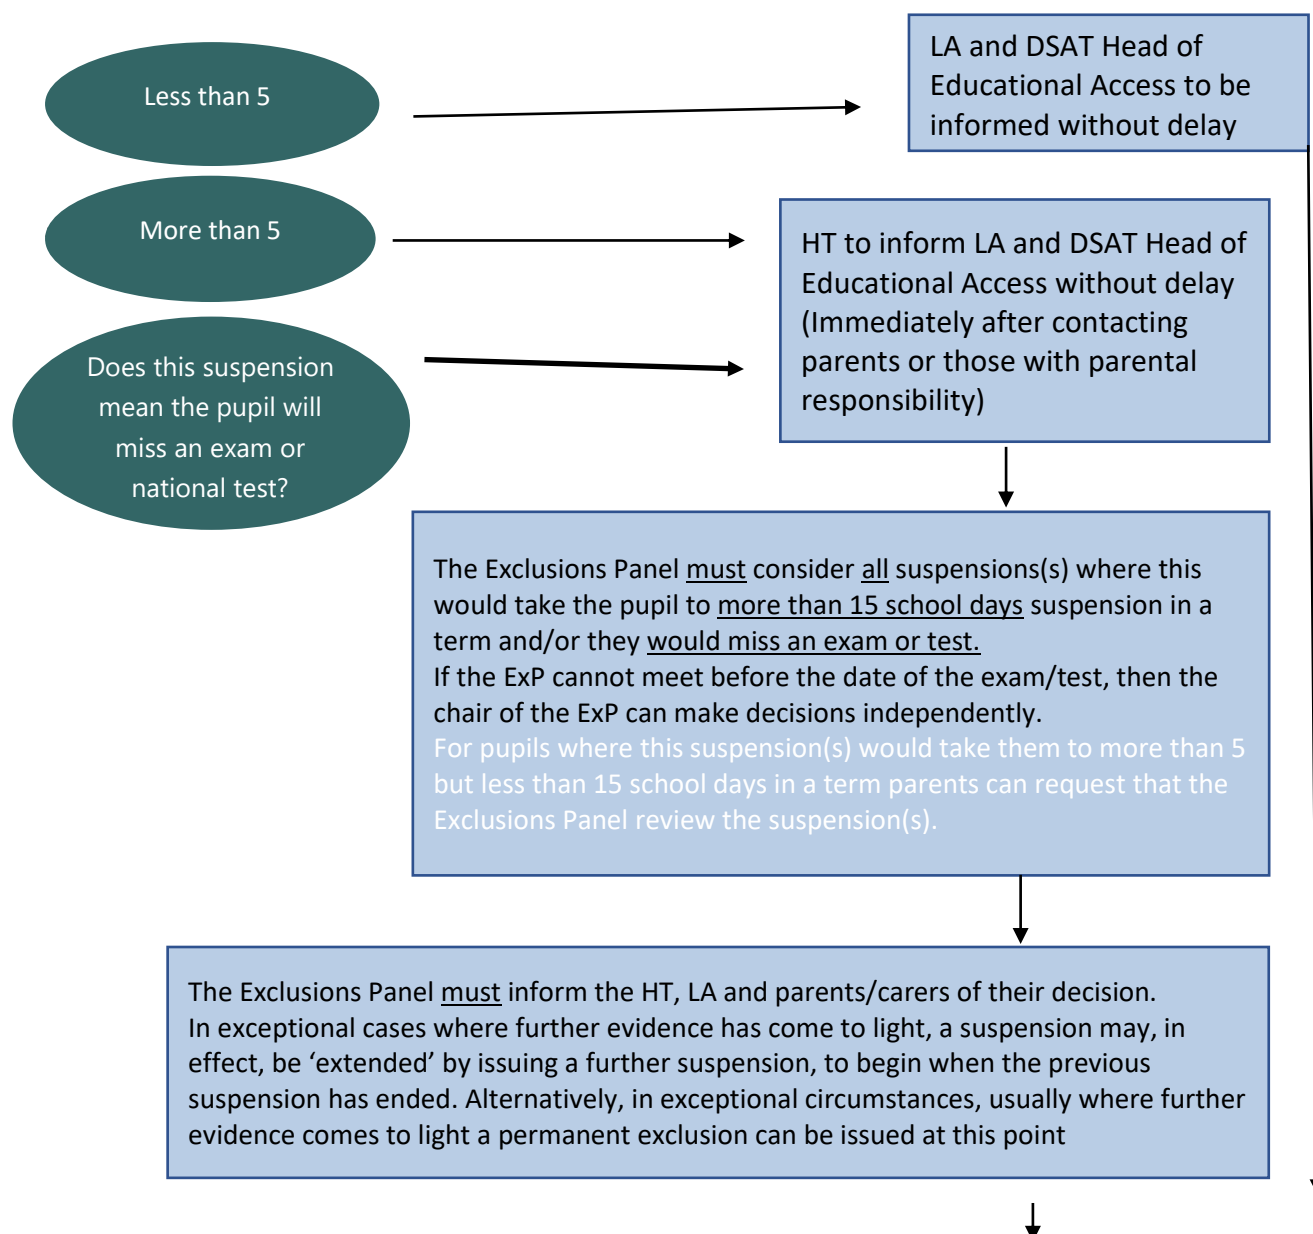 Less than 5
LA and DSAT Head of
Educational Access to be
informed without delay
More than 5
HT to inform LA and DSAT Head of
Educational Access without delay
(Immediately after contacting
parents or those with parental
responsibility)
Does this suspension
mean the pupil will
miss an exam or
national test?
The Exclusions Panel must consider all suspensions(s) where this
would take the pupil to more than 15 school days suspension in a
term and/or they would miss an exam or test.
If the ExP cannot meet before the date of the exam/test, then the
chair of the ExP can make decisions independently.
For pupils where this suspension(s) would take them to more than 5
but less than 15 school days in a term parents can request that the
Exclusions Panel review the suspension(s).
The Exclusions Panel must inform the HT, LA and parents/carers of their decision.
In exceptional cases where further evidence has come to light, a suspension may, in
effect, be ‘extended’ by issuing a further suspension, to begin when the previous
suspension has ended. Alternatively, in exceptional circumstances, usually where further
evidence comes to light a permanent exclusion can be issued at this point